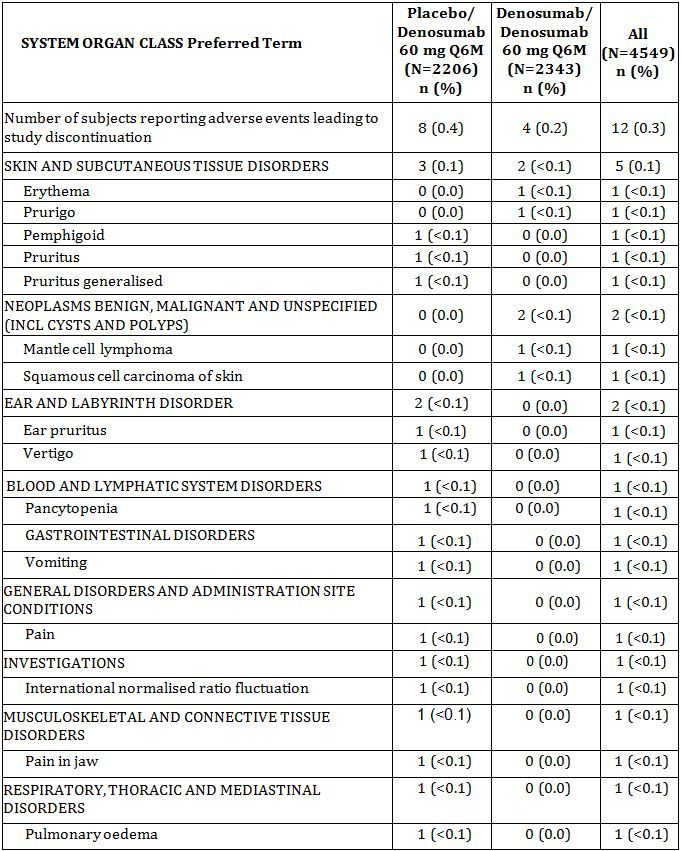 SYSTEM ORGAN CLASS Preferred Term
Placebo/
Denosumab
60 mg Q6M
(N=2206)
n (%)
Denosumab/
Denosumab
60 mg Q6M
(N=2343)
n (%)
All
(N=4549)
n (%)
Number of subjects reporting adverse events leading to
study discontinuation
8 (0.4) 4 (0.2) 12 (0.3)
SKIN AND SUBCUTANEOUS TISSUE DISORDERS 3 (0.1) 2 (<0.1) 5 (0.1)
Erythema 0 (0.0) 1 (<0.1) 1 (<0.1)
Prurigo 0 (0.0) 1 (<0.1) 1 (<0.1)
Pemphigoid 1 (<0.1) 0 (0.0) 1 (<0.1)
Pruritus 1 (<0.1) 0 (0.0) 1 (<0.1)
Pruritus generalised 1 (<0.1) 0 (0.0) 1 (<0.1)
NEOPLASMS BENIGN, MALIGNANT AND UNSPECIFIED
(INCL CYSTS AND POLYPS)
0 (0.0) 2 (<0.1) 2 (<0.1)
Mantle cell lymphoma 0 (0.0) 1 (<0.1) 1 (<0.1)
Squamous cell carcinoma of skin 0 (0.0) 1 (<0.1) 1 (<0.1)
EAR AND LABYRINTH DISORDER 2 (<0.1) 0 (0.0) 2 (<0.1)
Ear pruritus 1 (<0.1) 0 (0.0) 1 (<0.1)
Vertigo 1 (<0.1) 0 (0.0) 1 (<0.1)
BLOOD AND LYMPHATIC SYSTEM DISORDERS 1 (<0.1) 0 (0.0) 1 (<0.1)
Pancytopenia 1 (<0.1) 0 (0.0) 1 (<0.1)
GASTROINTESTINAL DISORDERS 1 (<0.1) 0 (0.0) 1 (<0.1)
Vomiting 1 (<0.1) 0 (0.0) 1 (<0.1)
GENERAL DISORDERS AND ADMINISTRATION SITE
CONDITIONS
1 (<0.1) 0 (0.0) 1 (<0.1)
Pain 1 (<0.1) 0 (0.0) 1 (<0.1)
INVESTIGATIONS 1 (<0.1) 0 (0.0) 1 (<0.1)
International normalised ratio fluctuation 1 (<0.1) 0 (0.0) 1 (<0.1)
MUSCULOSKELETAL AND CONNECTIVE TISSUE
DISORDERS
1 (<0.1) 0 (0.0) 1 (<0.1)
Pain in jaw 1 (<0.1) 0 (0.0) 1 (<0.1)
RESPIRATORY, THORACIC AND MEDIASTINAL
DISORDERS
1 (<0.1) 0 (0.0) 1 (<0.1)
Pulmonary oedema 1 (<0.1) 0 (0.0) 1 (<0.1)